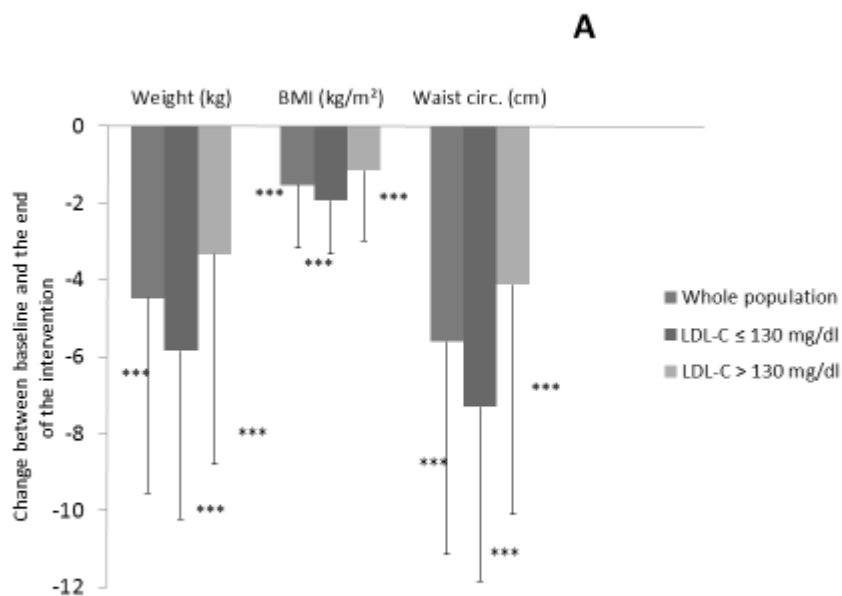 A
Weight (kg) BMI (kg/m²) Waist circ. (cm)
0
-2
-4
-6
-8
-10
-12
Change between baseline and the end
of the intervention
*** ***
***
***
***
***
***
***
***
Whole population
LDL-C ≤ 130 mg/dl
LDL-C > 130 mg/dl